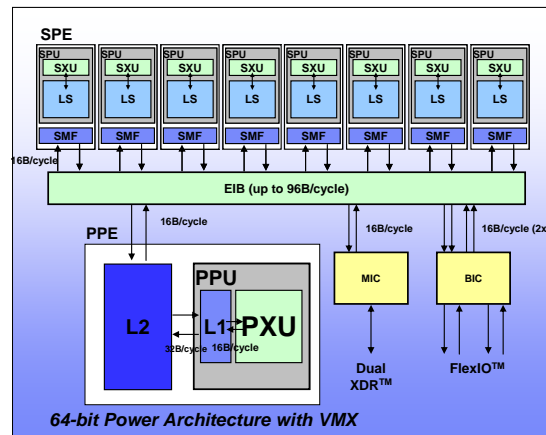 SPE
SPU SPU SPU SPU SPU SPU SPU SPU
SXU SXU SXU SXU SXU SXU SXU SXU
LS LS LS LS LS LS LS LS
SMF SMF SMF SMF SMF SMF SMF SMF
16B/cycle
EIB (up to 96B/cycle)
16B/cycle 16B/cycle 16B/cycle (2x
PPE
PPU
MIC BIC
L2 L1 PXU
32B/cycle 16B/cycle
Dual
XDR™
FlexIO™
64-bit Power Architecture with VMX